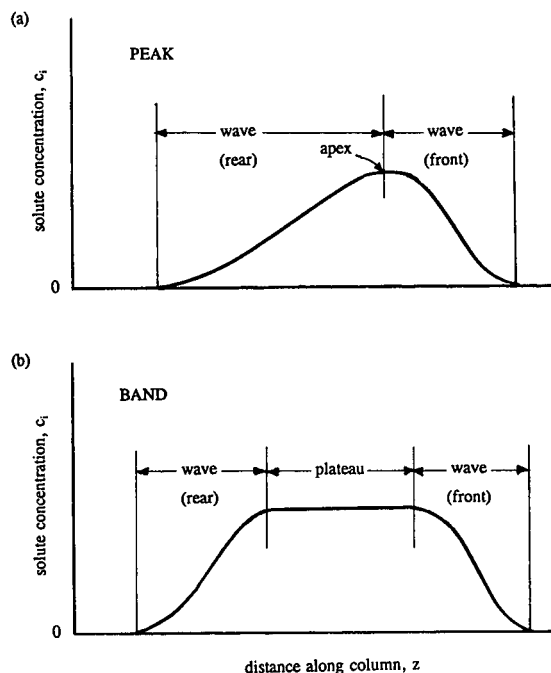 (a)
PEAK
solute concentration, cᵢ
wave
(rear)
wave
(front)
apex
0
(b)
BAND
solute concentration, cᵢ
wave
(rear)
plateau
wave
(front)
0
distance along column, z